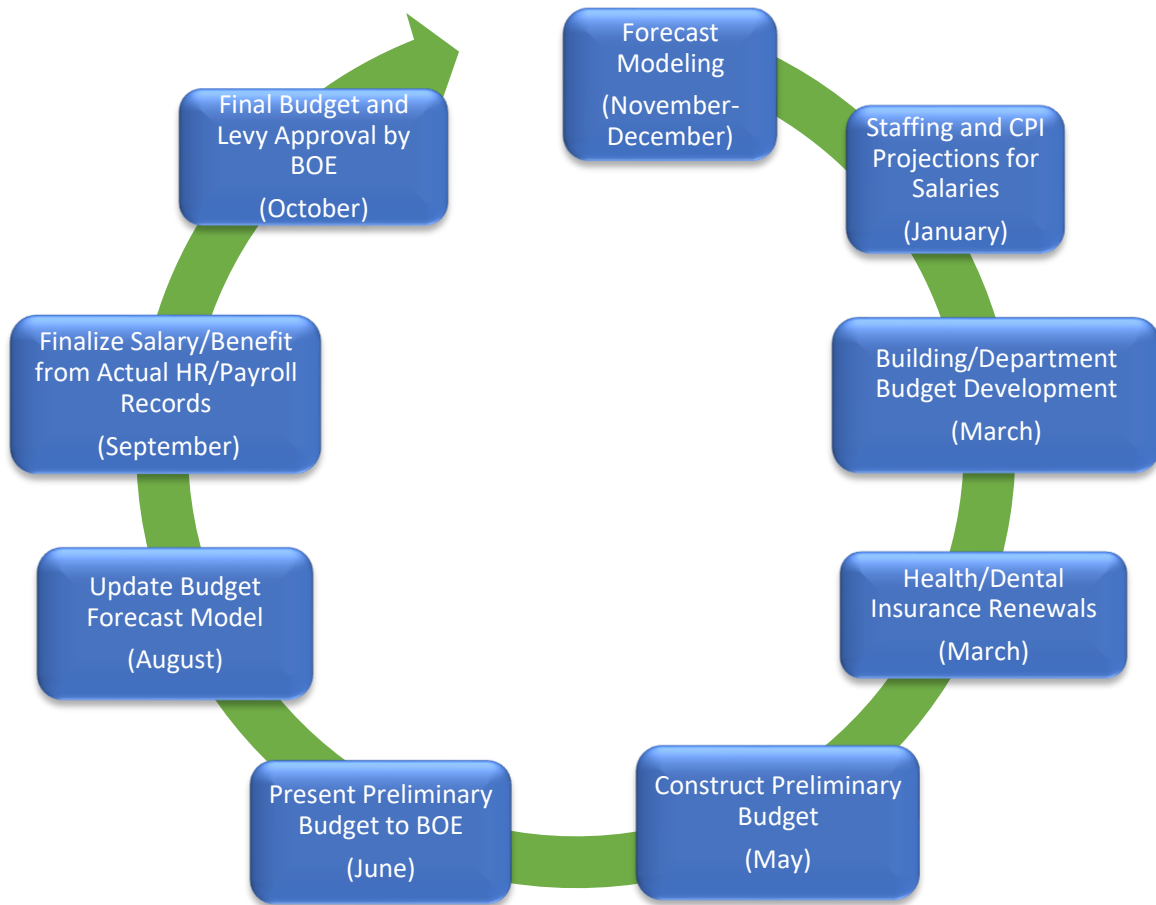 Forecast
Modeling
(November-
December)
Staffing and CPI
Projections for
Salaries
(January)
Building/Department
Budget Development
(March)
Health/Dental
Insurance Renewals
(March)
Construct Preliminary
Budget
(May)
Present Preliminary
Budget to BOE
(June)
Update Budget
Forecast Model
(August)
Finalize Salary/Benefit
from Actual HR/Payroll
Records
(September)
Final Budget and
Levy Approval by
BOE
(October)